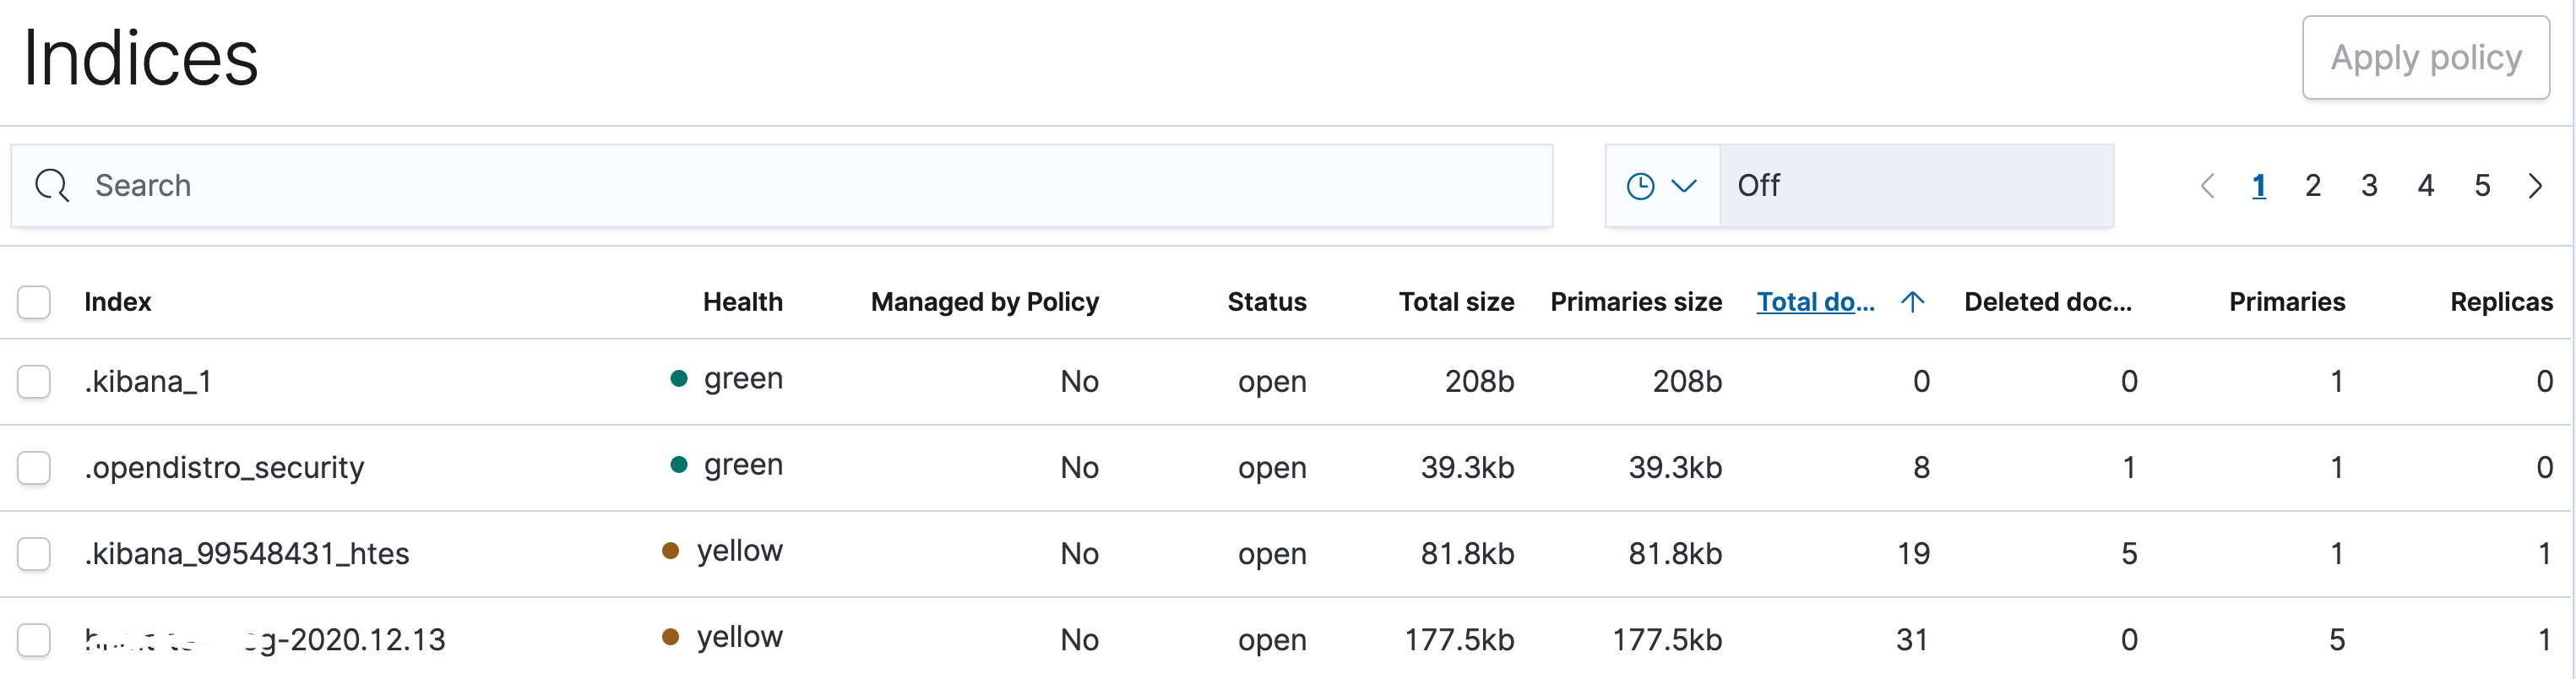 Indices
Apply policy
Search
Off
1 2 3 4 5
Index Health Managed by Policy Status Total size Primaries size Total do... Deleted doc... Primaries Replicas
.kibana_1 green No open 208b 208b 0 0 1 0
.opendistro_security green No open 39.3kb 39.3kb 8 1 1 0
.kibana_99548431_htes yellow No open 81.8kb 81.8kb 19 5 1 1
g-2020.12.13 yellow No open 177.5kb 177.5kb 31 0 5 1